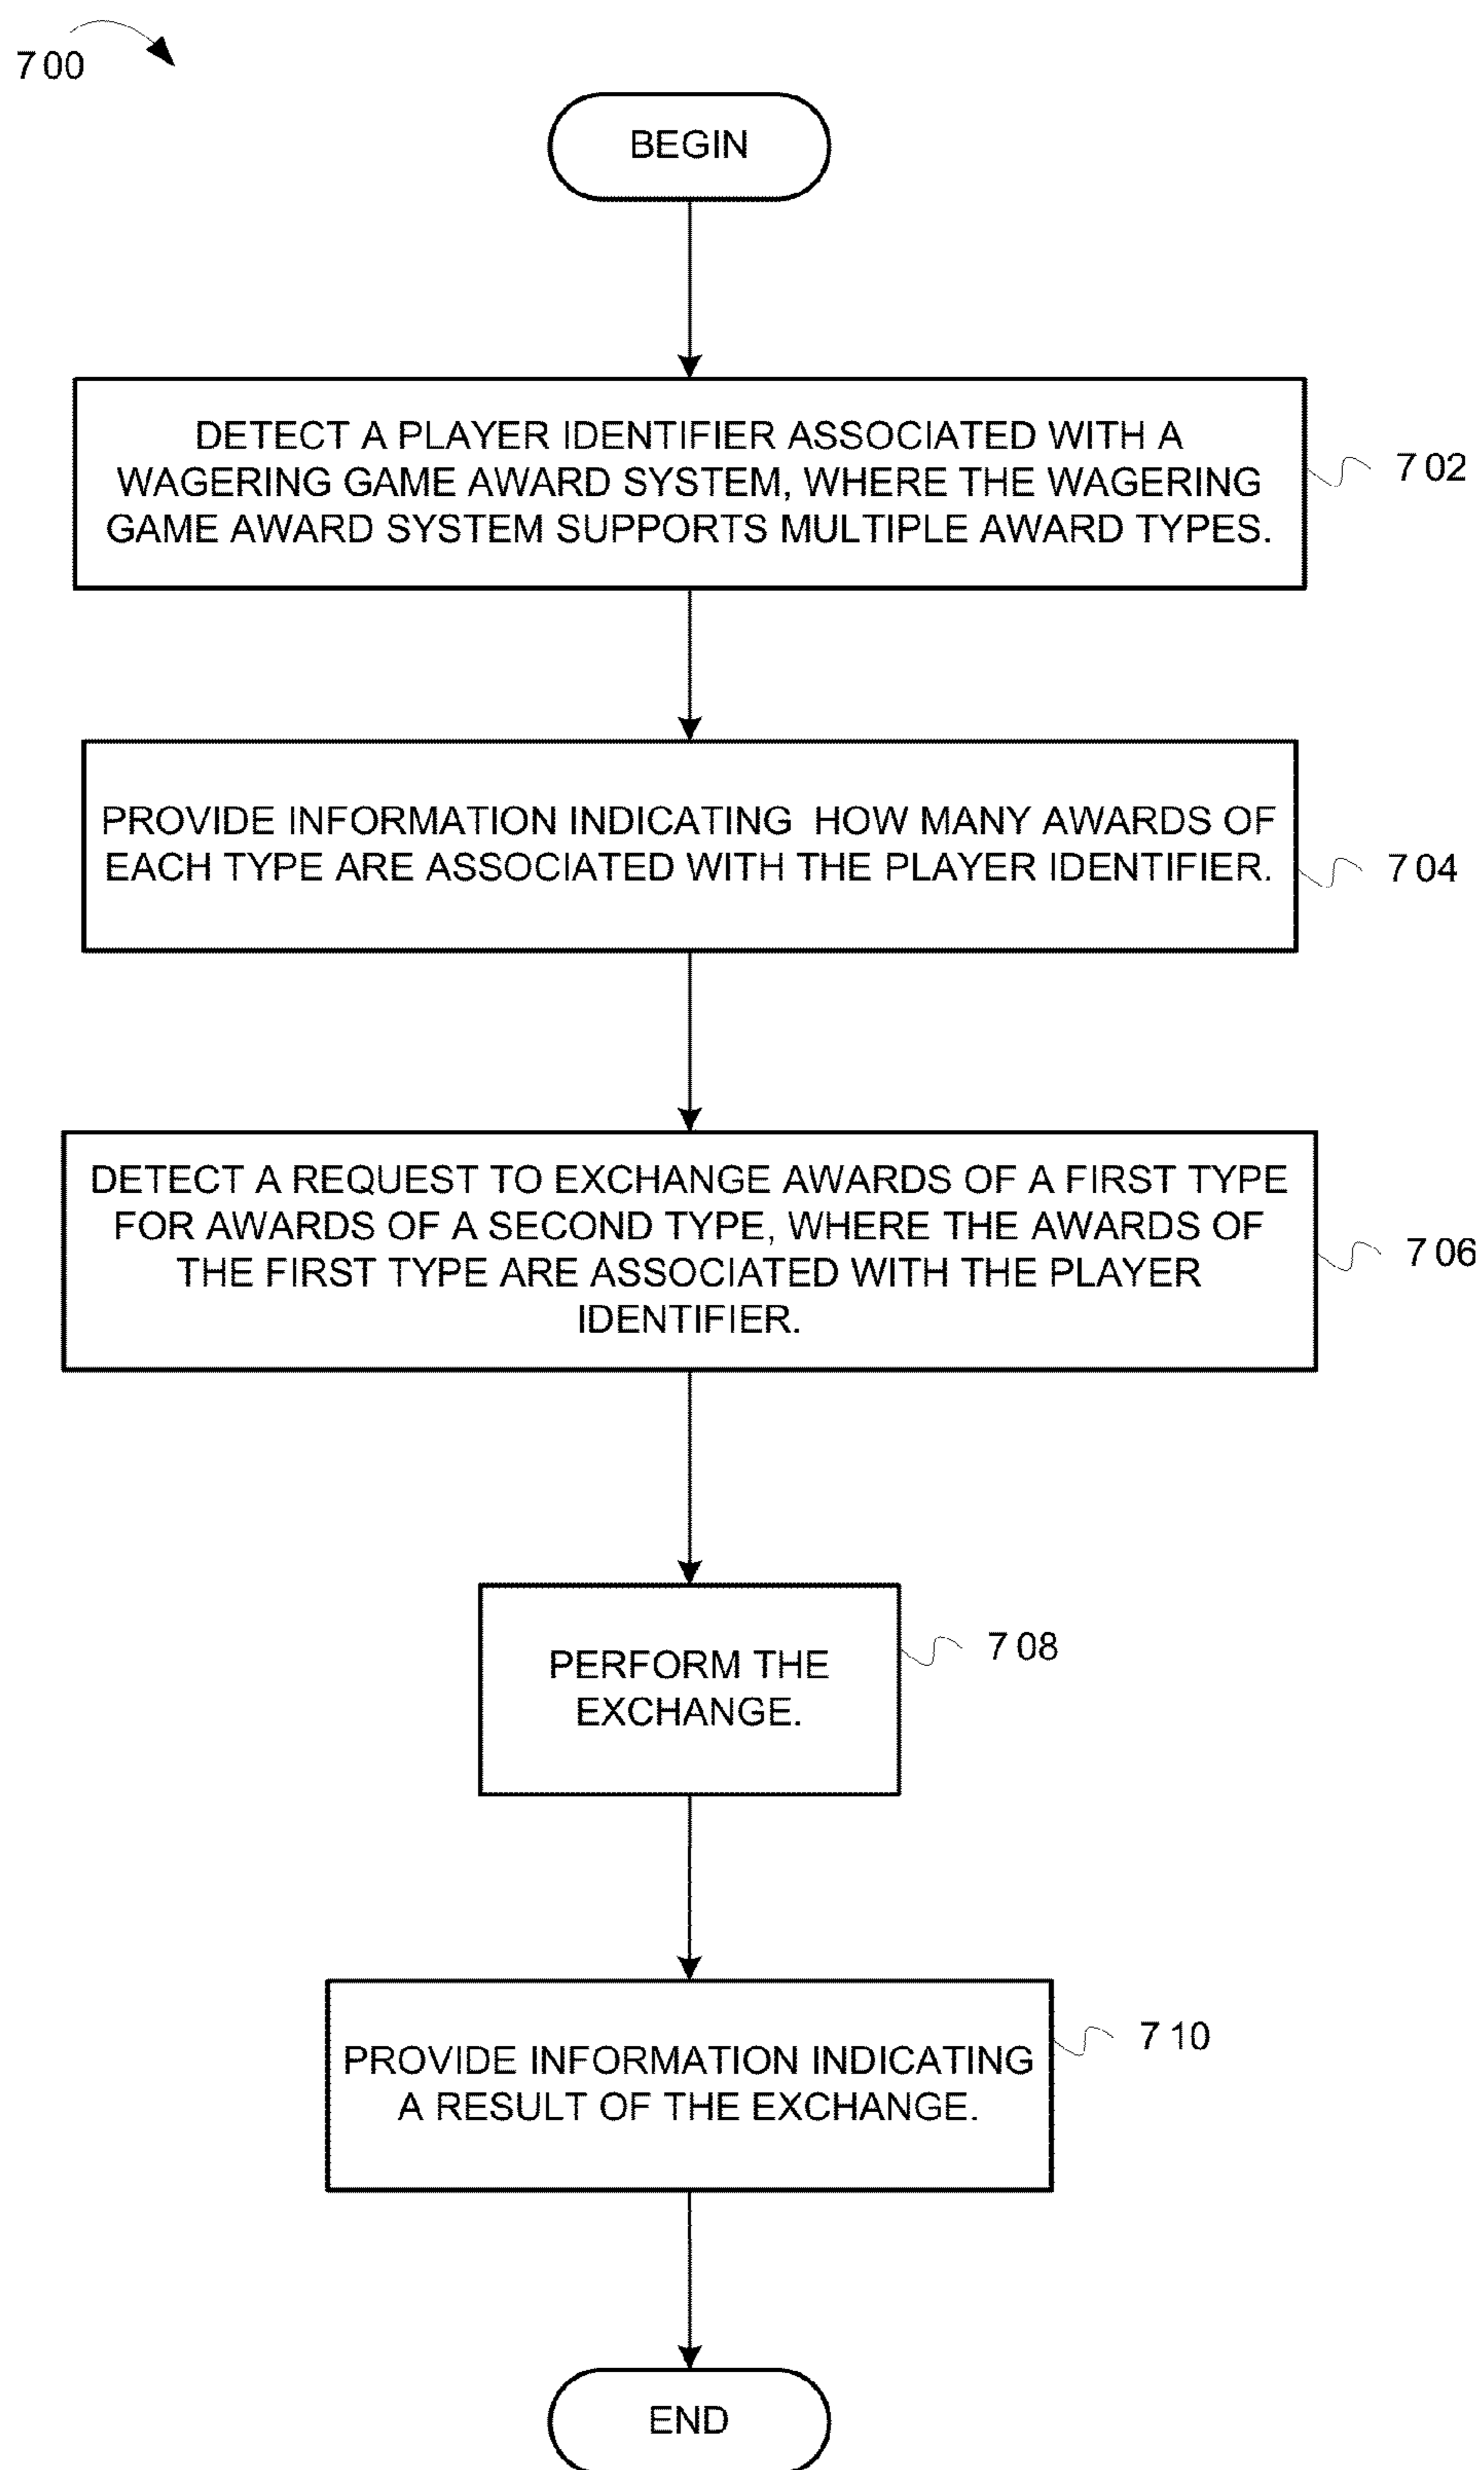 700
BEGIN
DETECT A PLAYER IDENTIFIER ASSOCIATED WITH A
WAGERING GAME AWARD SYSTEM, WHERE THE WAGERING
GAME AWARD SYSTEM SUPPORTS MULTIPLE AWARD TYPES.
702
PROVIDE INFORMATION INDICATING HOW MANY AWARDS OF
EACH TYPE ARE ASSOCIATED WITH THE PLAYER IDENTIFIER.
704
DETECT A REQUEST TO EXCHANGE AWARDS OF A FIRST TYPE
FOR AWARDS OF A SECOND TYPE, WHERE THE AWARDS OF
THE FIRST TYPE ARE ASSOCIATED WITH THE PLAYER
IDENTIFIER.
706
PERFORM THE
EXCHANGE.
708
PROVIDE INFORMATION INDICATING
A RESULT OF THE EXCHANGE.
710
END